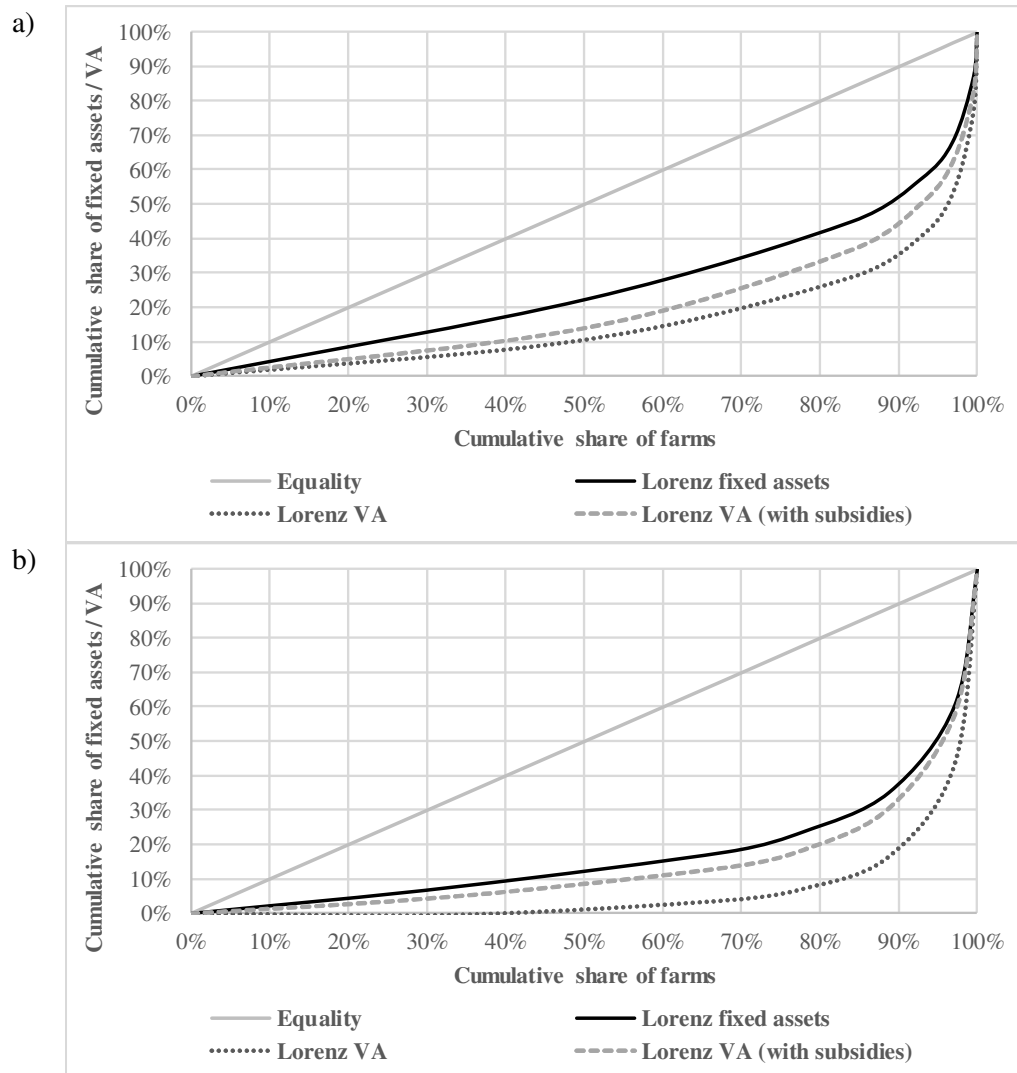 a)
Cumulative share of fixed assets / VA
100%
90%
80%
70%
60%
50%
40%
30%
20%
10%
0%
0% 10% 20% 30% 40% 50% 60% 70% 80% 90% 100%
Cumulative share of farms
Equality Lorenz fixed assets
Lorenz VA Lorenz VA (with subsidies)
b)
Cumulative share of fixed assets / VA
100%
90%
80%
70%
60%
50%
40%
30%
20%
10%
0%
0% 10% 20% 30% 40% 50% 60% 70% 80% 90% 100%
Cumulative share of farms
Equality Lorenz fixed assets
Lorenz VA Lorenz VA (with subsidies)